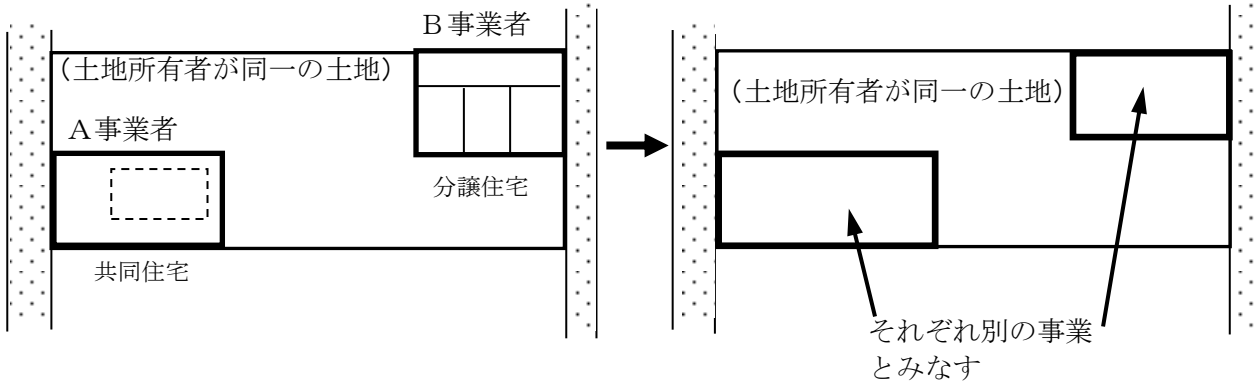 B事業者
(土地所有者が同一の土地)
A事業者
分譲住宅
共同住宅
(土地所有者が同一の土地)
それぞれ別の事業
とみなす